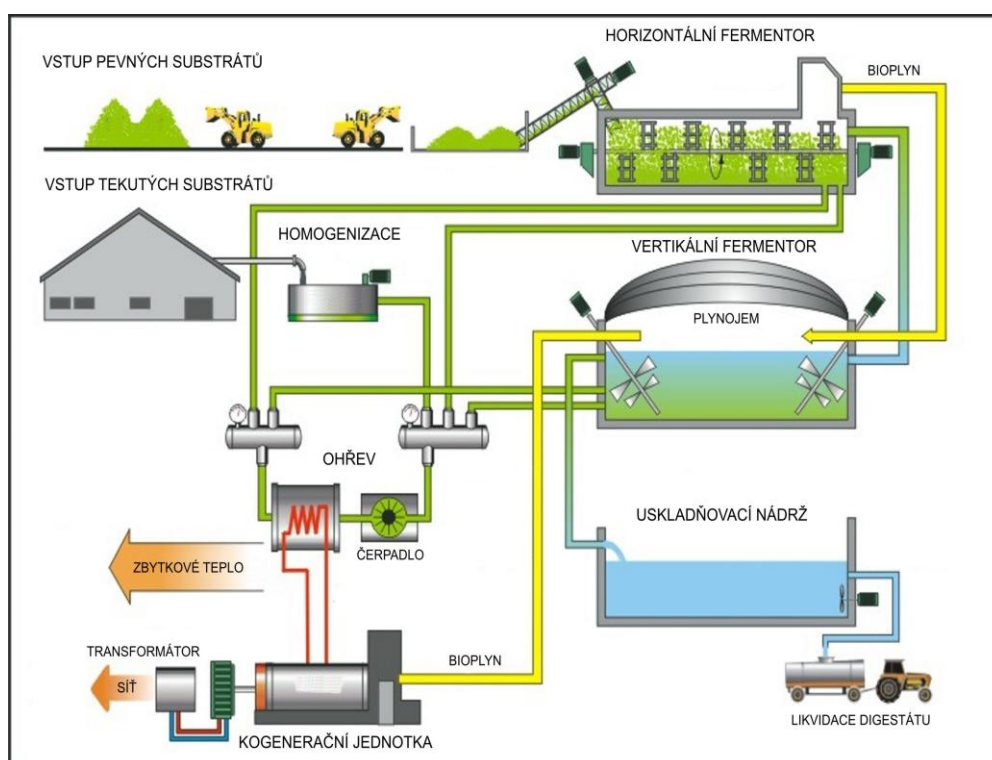 HORIZONTÁLNÍ FERMENTOR
VSTUP PEVNÝCH SUBSTRÁTŮ
BIOPLYN
VSTUP TEKUTÝCH SUBSTRÁTŮ
HOMOGENIZACE
VERTIKÁLNÍ FERMENTOR
PLYNOJEM
OHŘEV
USKLADŇOVACÍ NÁDRŽ
ČERPADLO
ZBYTKOVÉ TEPLO
TRANSFORMÁTOR
BIOPLYN
SÍŤ
LIKVIDACE DIGESTÁTU
KOGENERAČNÍ JEDNOTKA